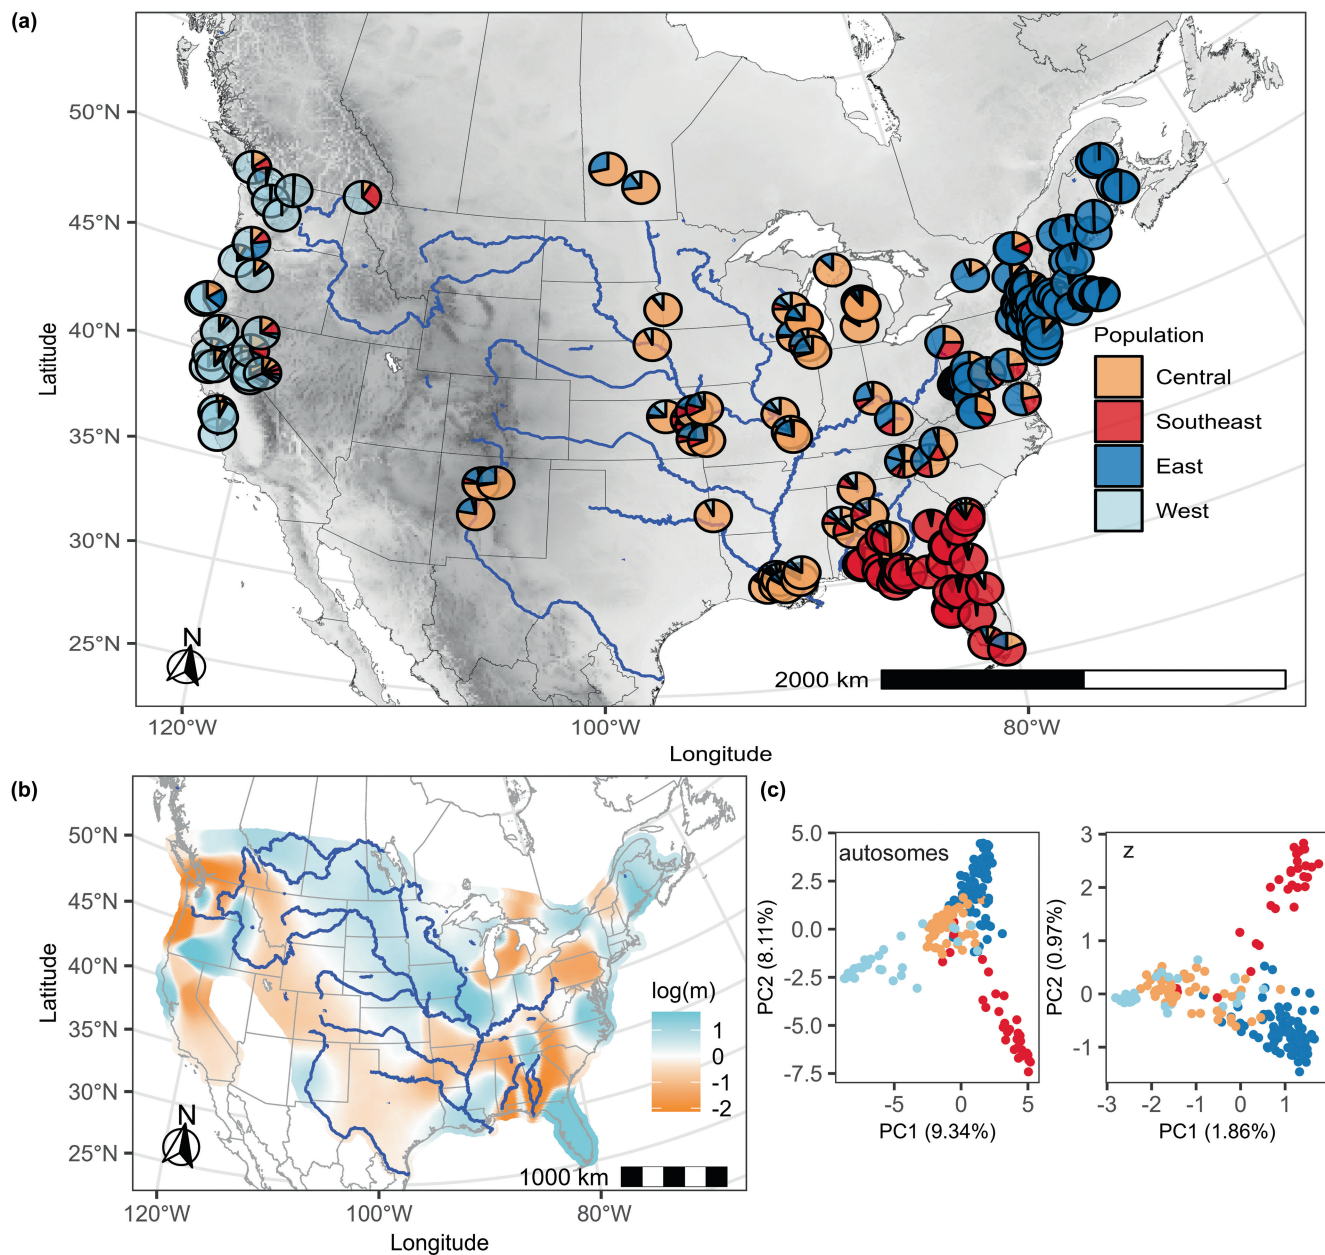 (a)
50°N
45°N
40°N
35°N
30°N
25°N
Latitude
N
Population
Central
Southeast
East
West
2000 km
120°W
100°W
80°W
Longitude
(b)
50°N
45°N
40°N
35°N
30°N
25°N
Latitude
N
log(m)
1
0
-1
-2
1000 km
120°W
100°W
80°W
Longitude
(c)
autosomes
5.0
2.5
0.0
-2.5
-5.0
-7.5
PC2 (8.11%)
-5
0
5
PC1 (9.34%)
z
3
2
1
0
-1
PC2 (0.97%)
-3
-2
-1
0
1
PC1 (1.86%)